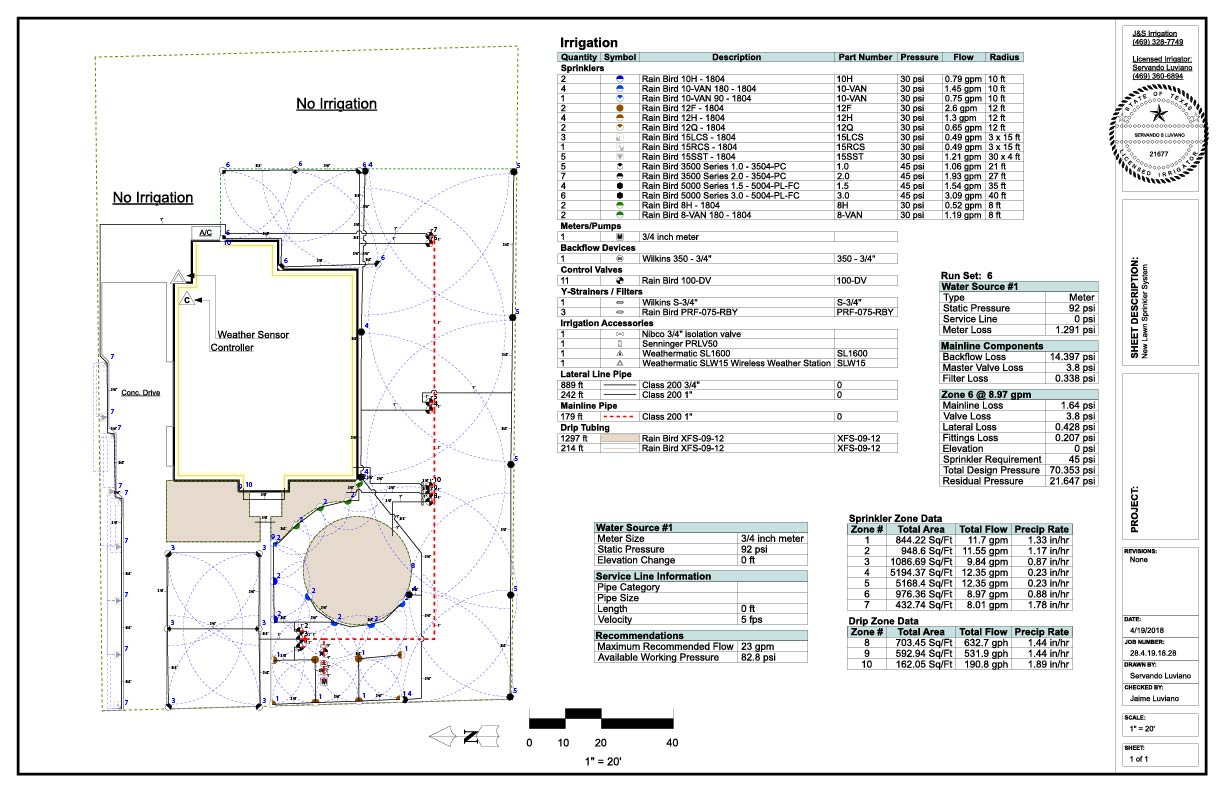 No Irrigation
No Irrigation
A/C
C
Weather Sensor
Controller
Conc. Drive
N
0 10 20 40
1" = 20'
Irrigation
Quantity Symbol Description Part Number Pressure Flow Radius
Sprinklers
2 Rain Bird 10H - 1804 10H 30 psi 0.79 gpm 10 ft
4 Rain Bird 10-VAN 180 - 1804 10-VAN 30 psi 1.45 gpm 10 ft
1 Rain Bird 10-VAN 90 - 1804 10-VAN 30 psi 0.75 gpm 10 ft
2 Rain Bird 12F - 1804 12F 30 psi 2.6 gpm 12 ft
4 Rain Bird 12H - 1804 12H 30 psi 1.3 gpm 12 ft
2 Rain Bird 12Q - 1804 12Q 30 psi 0.65 gpm 12 ft
3 Rain Bird 15LCS - 1804 15LCS 30 psi 0.49 gpm 3 x 15 ft
1 Rain Bird 15RCS - 1804 15RCS 30 psi 0.49 gpm 3 x 15 ft
5 Rain Bird 15SST - 1804 15SST 30 psi 1.21 gpm 30 x 4 ft
5 Rain Bird 3500 Series 1.0 - 3504-PC 1.0 45 psi 1.06 gpm 21 ft
7 Rain Bird 3500 Series 2.0 - 3504-PC 2.0 45 psi 1.93 gpm 27 ft
4 Rain Bird 5000 Series 1.5 - 5004-PL-FC 1.5 45 psi 1.54 gpm 35 ft
6 Rain Bird 5000 Series 3.0 - 5004-PL-FC 3.0 45 psi 3.09 gpm 40 ft
2 Rain Bird 8H - 1804 8H 30 psi 0.52 gpm 8 ft
2 Rain Bird 8-VAN 180 - 1804 8-VAN 30 psi 1.19 gpm 8 ft
Meters/Pumps
1 M 3/4 inch meter
Backflow Devices
1 Wilkins 350 - 3/4" 350 - 3/4"
Control Valves
11 Rain Bird 100-DV 100-DV
Y-Strainers / Filters
1 Wilkins S-3/4" S-3/4"
3 Rain Bird PRF-075-RBY PRF-075-RBY
Irrigation Accessories
1 Nibco 3/4" isolation valve
1 Senninger PRLV50
1 Weathermatic SL1600 SL1600
1 Weathermatic SLW15 Wireless Weather Station SLW15
Lateral Line Pipe
889 ft Class 200 3/4" 0
242 ft Class 200 1" 0
Mainline Pipe
179 ft Class 200 1" 0
Drip Tubing
1297 ft Rain Bird XFS-09-12 XFS-09-12
214 ft Rain Bird XFS-09-12 XFS-09-12
Run Set: 6
Water Source #1
Type Meter
Static Pressure 92 psi
Service Line 0 psi
Meter Loss 1.291 psi
Mainline Components
Backflow Loss 14.397 psi
Master Valve Loss 3.8 psi
Filter Loss 0.338 psi
Zone 6 @ 8.97 gpm
Mainline Loss 1.64 psi
Valve Loss 3.8 psi
Lateral Loss 0.428 psi
Fittings Loss 0.207 psi
Elevation 0 psi
Sprinkler Requirement 45 psi
Total Design Pressure 70.353 psi
Residual Pressure 21.647 psi
Water Source #1
Meter Size 3/4 inch meter
Static Pressure 92 psi
Elevation Change 0 ft
Service Line Information
Pipe Category
Pipe Size
Length 0 ft
Velocity 5 fps
Recommendations
Maximum Recommended Flow 23 gpm
Available Working Pressure 82.8 psi
Sprinkler Zone Data
Zone # Total Area Total Flow Precip Rate
1 844.22 Sq/Ft 11.7 gpm 1.33 in/hr
2 948.6 Sq/Ft 11.55 gpm 1.17 in/hr
3 1086.69 Sq/Ft 9.84 gpm 0.87 in/hr
4 5194.37 Sq/Ft 12.35 gpm 0.23 in/hr
5 5168.4 Sq/Ft 12.35 gpm 0.23 in/hr
6 976.36 Sq/Ft 8.97 gpm 0.88 in/hr
7 432.74 Sq/Ft 8.01 gpm 1.78 in/hr
Drip Zone Data
Zone # Total Area Total Flow Precip Rate
8 703.45 Sq/Ft 632.7 gph 1.44 in/hr
9 592.94 Sq/Ft 531.9 gph 1.44 in/hr
10 162.05 Sq/Ft 190.8 gph 1.89 in/hr
J&S Irrigation
(469) 328-7749
Licensed Irrigator:
Servando Luviano
(469) 360-6894
STATE OF TEXAS
SERVANDO S LUVIANO
21677
LICENSED IRRIGATOR
SHEET DESCRIPTION:
New Lawn Sprinkler System
PROJECT:
REVISIONS:
None
DATE:
4/19/2018
JOB NUMBER:
28.4.19.18.28
DRAWN BY:
Servando Luviano
CHECKED BY:
Jaime Luviano
SCALE:
1" = 20'
SHEET:
1 of 1